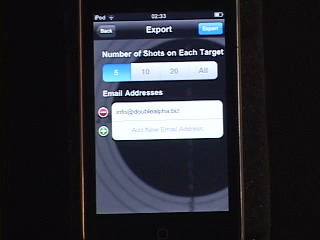 iPod 02:33
Back Export Export
Number of Shots on Each Target
5 10 20 All
Email Addresses
info@doublealpha.biz
Add New Email Address